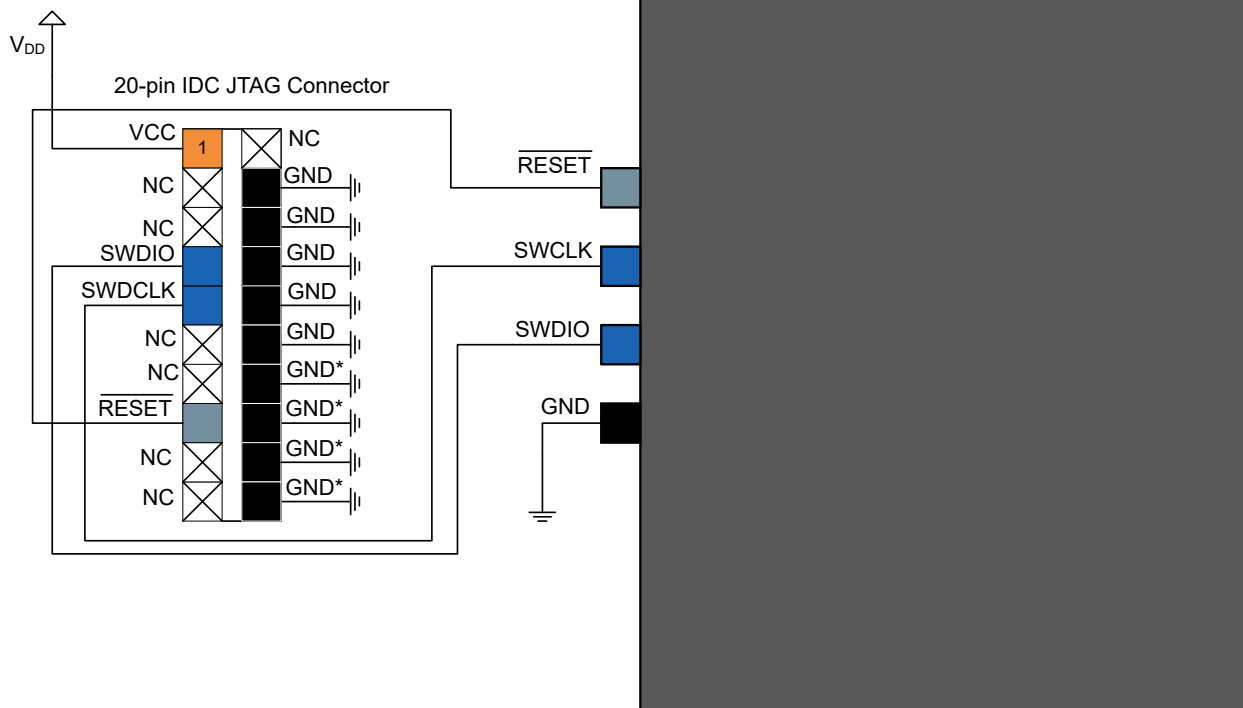 VDD
20-pin IDC JTAG Connector
VCC
1
NC
NC
GND
NC
GND
SWDIO
GND
SWDCLK
GND
NC
GND
NC
GND*
RESET
GND*
NC
GND*
NC
GND*
RESET
SWCLK
SWDIO
GND